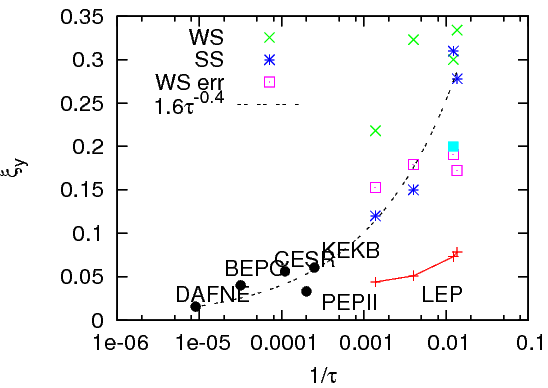 0.35
0.3
0.25
0.2
0.15
0.1
0.05
0
ξy
WS
SS
WS err
1.6τ^-0.4
KEKB
CESR
BEPC
DAFNE
PEPII
LEP
1e-06 1e-05 0.0001 0.001 0.01 0.1
1/τ